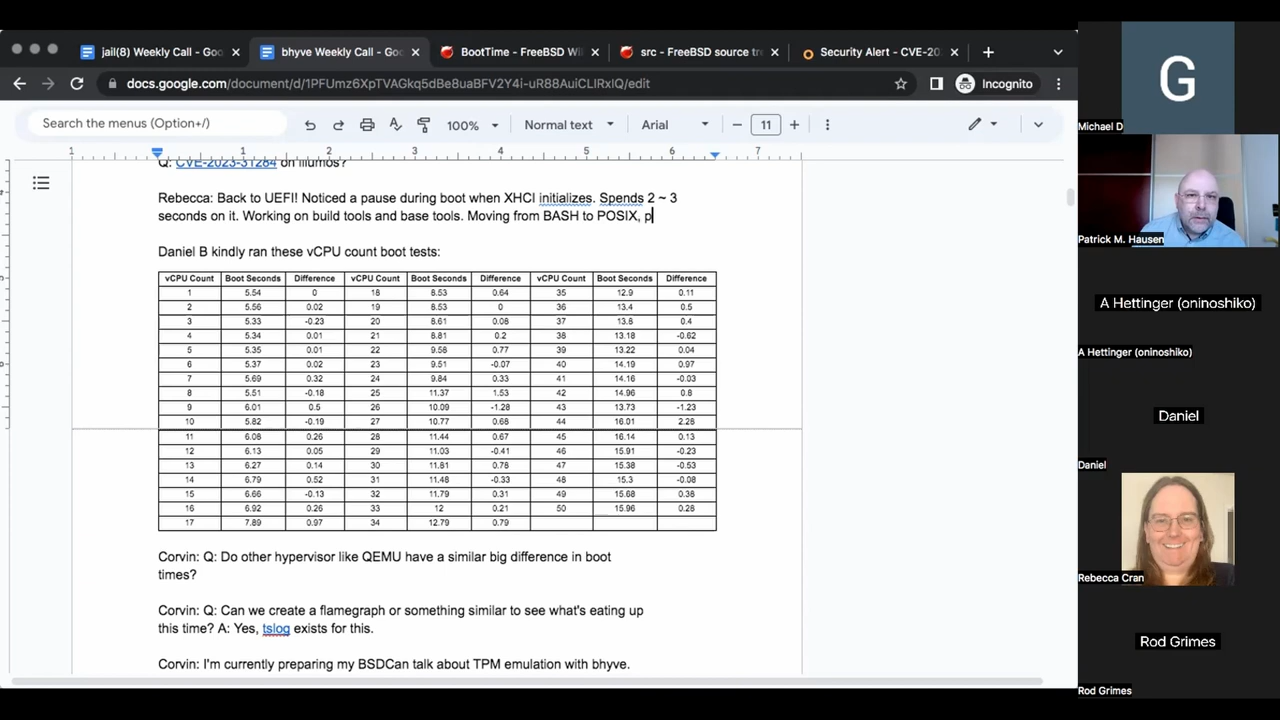 jail(8) Weekly Call - Goo
bhyve Weekly Call - Goo
BootTime - FreeBSD Wi
src - FreeBSD source tre
Security Alert - CVE-20
docs.google.com/document/d/1PFUmz6XpTVAGkq5dBe8uaBFV2Y4i-uR88AuiCLlRxIQ/edit
Incognito
Search the menus (Option+/)
100%
Normal text
Arial
11
1 1 2 3 4 5 6 7
Q: CVE-2023-31284 on illumos?
Rebecca: Back to UEFI! Noticed a pause during boot when XHCI initializes. Spends 2 ~ 3
seconds on it. Working on build tools and base tools. Moving from BASH to POSIX, p
Daniel B kindly ran these vCPU count boot tests:
vCPU Count Boot Seconds Difference vCPU Count Boot Seconds Difference vCPU Count Boot Seconds Difference
1 5.54 0 18 8.53 0.64 35 12.9 0.11
2 5.56 0.02 19 8.53 0 36 13.4 0.5
3 5.33 -0.23 20 8.61 0.08 37 13.8 0.4
4 5.34 0.01 21 8.81 0.2 38 13.18 -0.62
5 5.35 0.01 22 9.58 0.77 39 13.22 0.04
6 5.37 0.02 23 9.51 -0.07 40 14.19 0.97
7 5.69 0.32 24 9.84 0.33 41 14.16 -0.03
8 5.51 -0.18 25 11.37 1.53 42 14.96 0.8
9 6.01 0.5 26 10.09 -1.28 43 13.73 -1.23
10 5.82 -0.19 27 10.77 0.68 44 16.01 2.28
11 6.08 0.26 28 11.44 0.67 45 16.14 0.13
12 6.13 0.05 29 11.03 -0.41 46 15.91 -0.23
13 6.27 0.14 30 11.81 0.78 47 15.38 -0.53
14 6.79 0.52 31 11.48 -0.33 48 15.3 -0.08
15 6.66 -0.13 32 11.79 0.31 49 15.68 0.38
16 6.92 0.26 33 12 0.21 50 15.96 0.28
17 7.89 0.97 34 12.79 0.79
Corvin: Q: Do other hypervisor like QEMU have a similar big difference in boot
times?
Corvin: Q: Can we create a flamegraph or something similar to see what's eating up
this time? A: Yes, tslog exists for this.
Corvin: I'm currently preparing my BSDCan talk about TPM emulation with bhyve.
G
Michael D
Patrick M. Hausen
A Hettinger (oninoshiko)
A Hettinger (oninoshiko)
Daniel
Daniel
Rebecca Cran
Rod Grimes
Rod Grimes